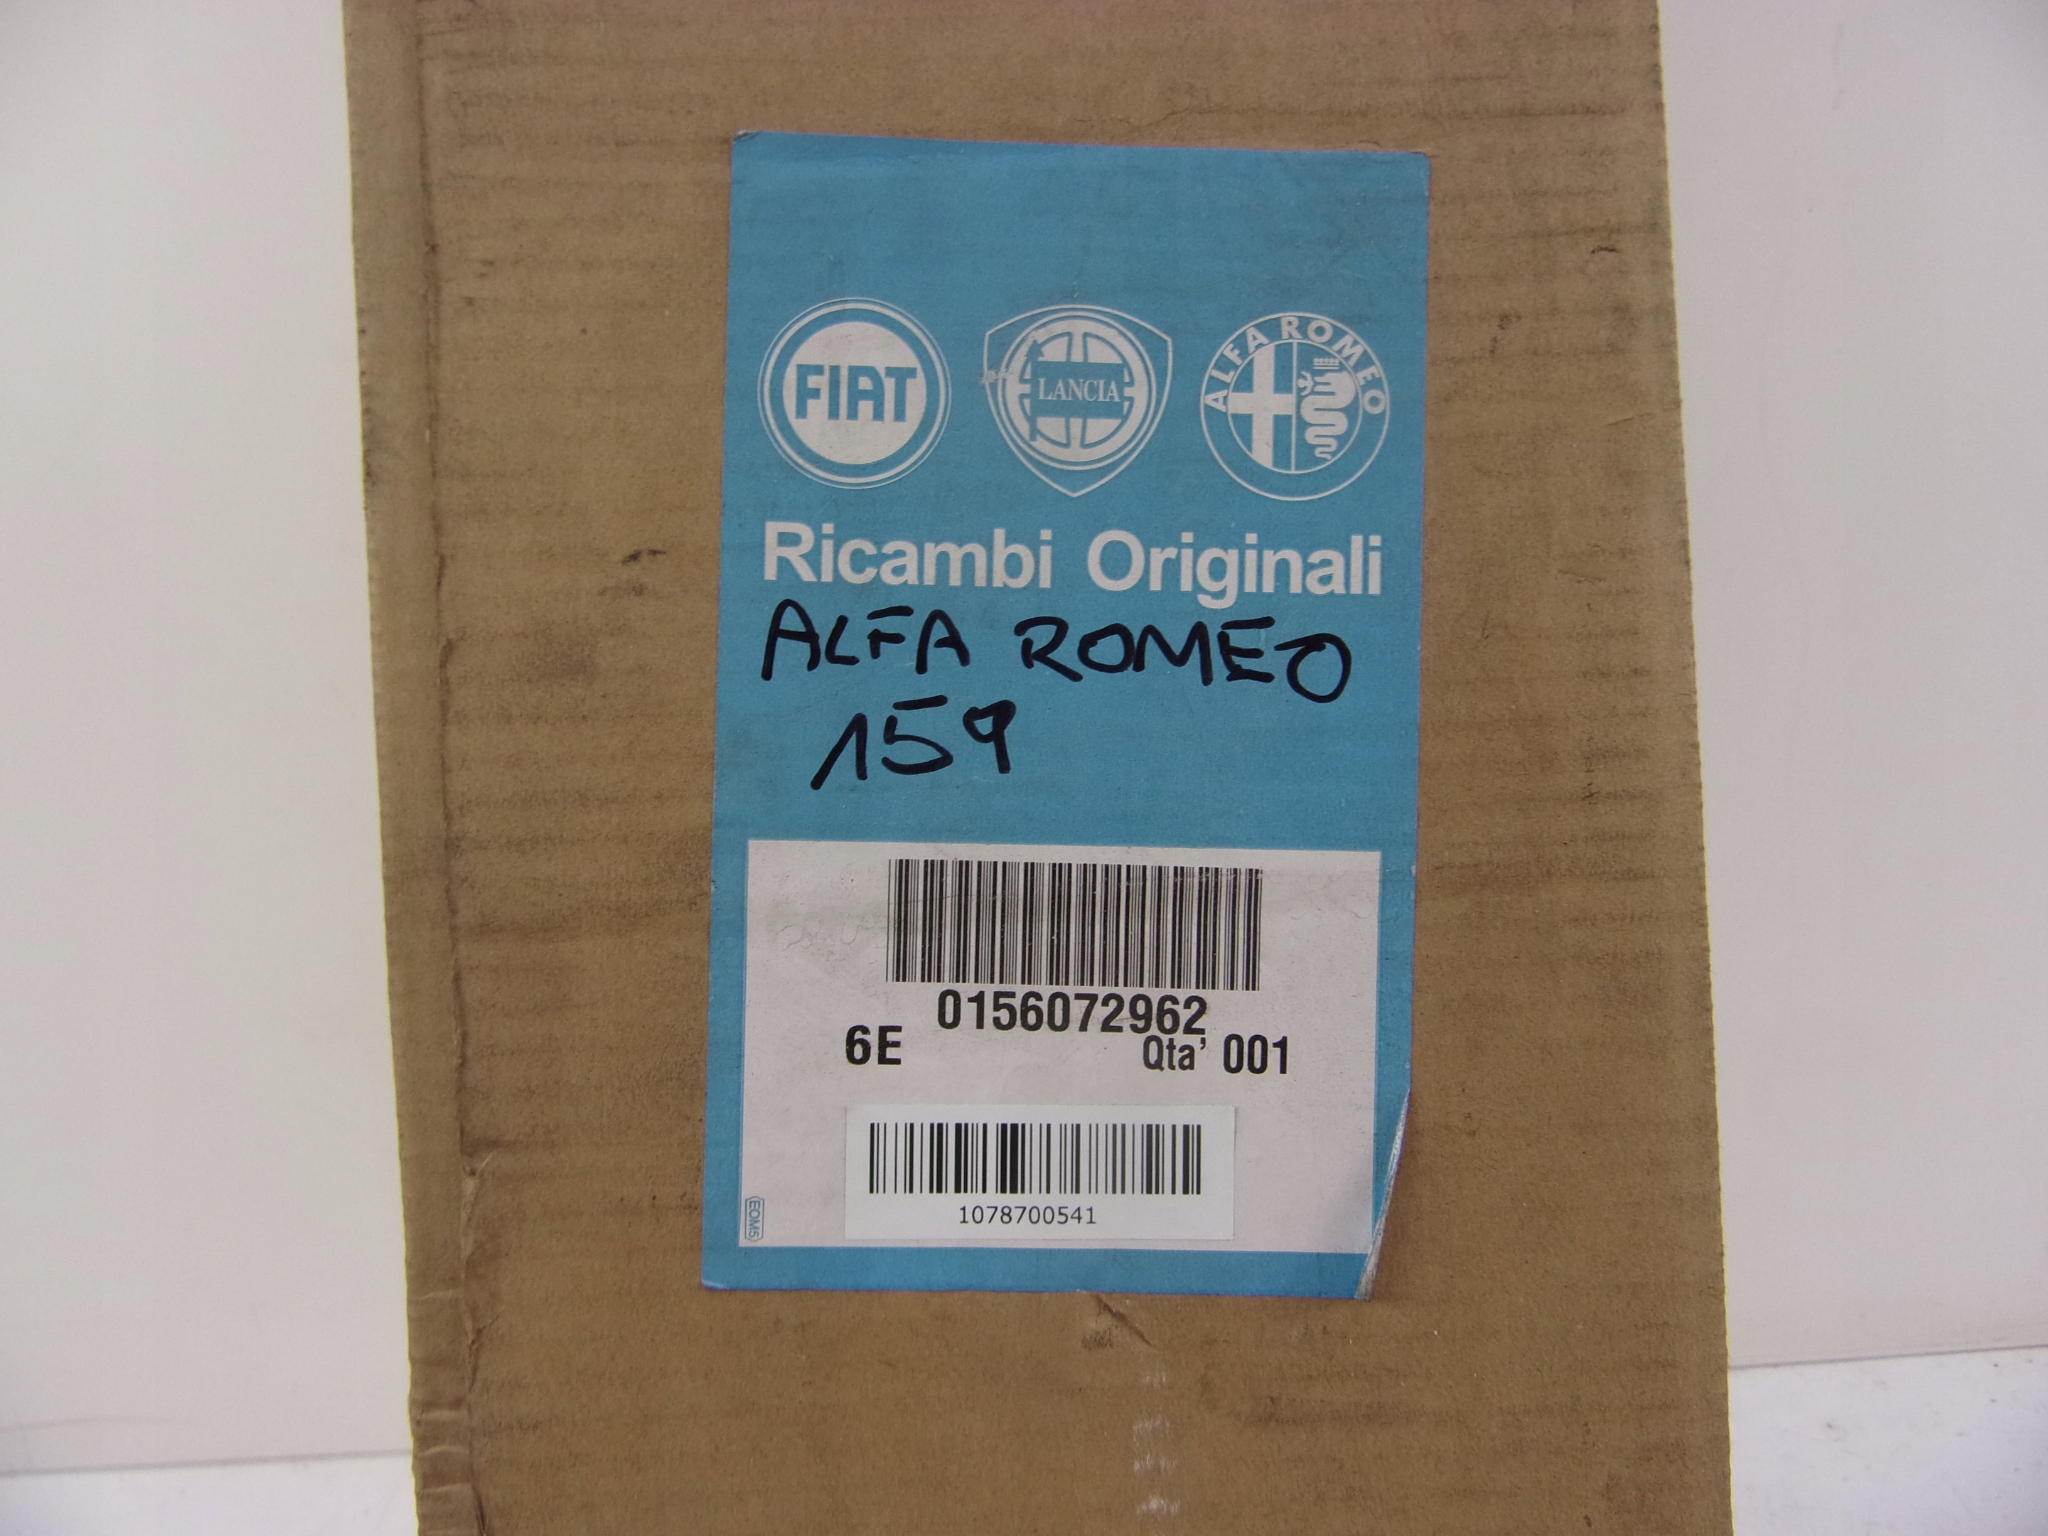 FIAT
LANCIA
ALFA ROMEO
Ricambi Originali
ALFA ROMEO
159
0156072962
6E
Qta' 001
1078700541
EOM5